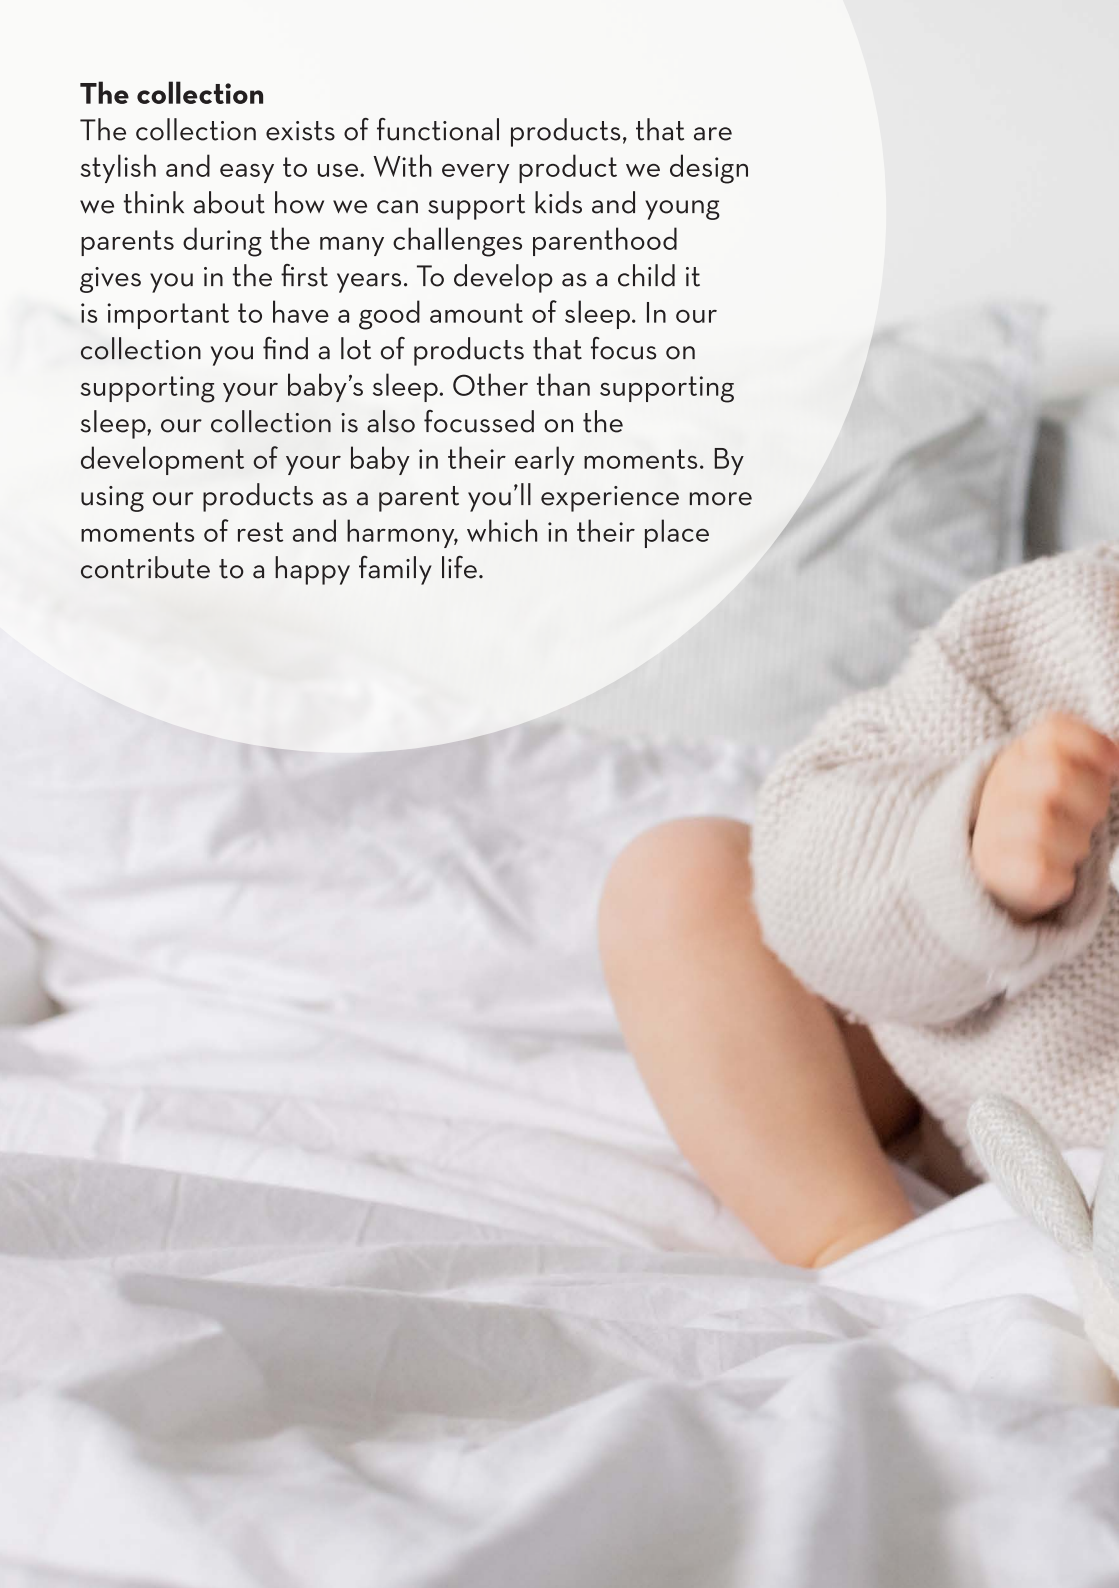 The collection
The collection exists of functional products, that are
stylish and easy to use. With every product we design
we think about how we can support kids and young
parents during the many challenges parenthood
gives you in the first years. To develop as a child it
is important to have a good amount of sleep. In our
collection you find a lot of products that focus on
supporting your baby’s sleep. Other than supporting
sleep, our collection is also focussed on the
development of your baby in their early moments. By
using our products as a parent you’ll experience more
moments of rest and harmony, which in their place
contribute to a happy family life.